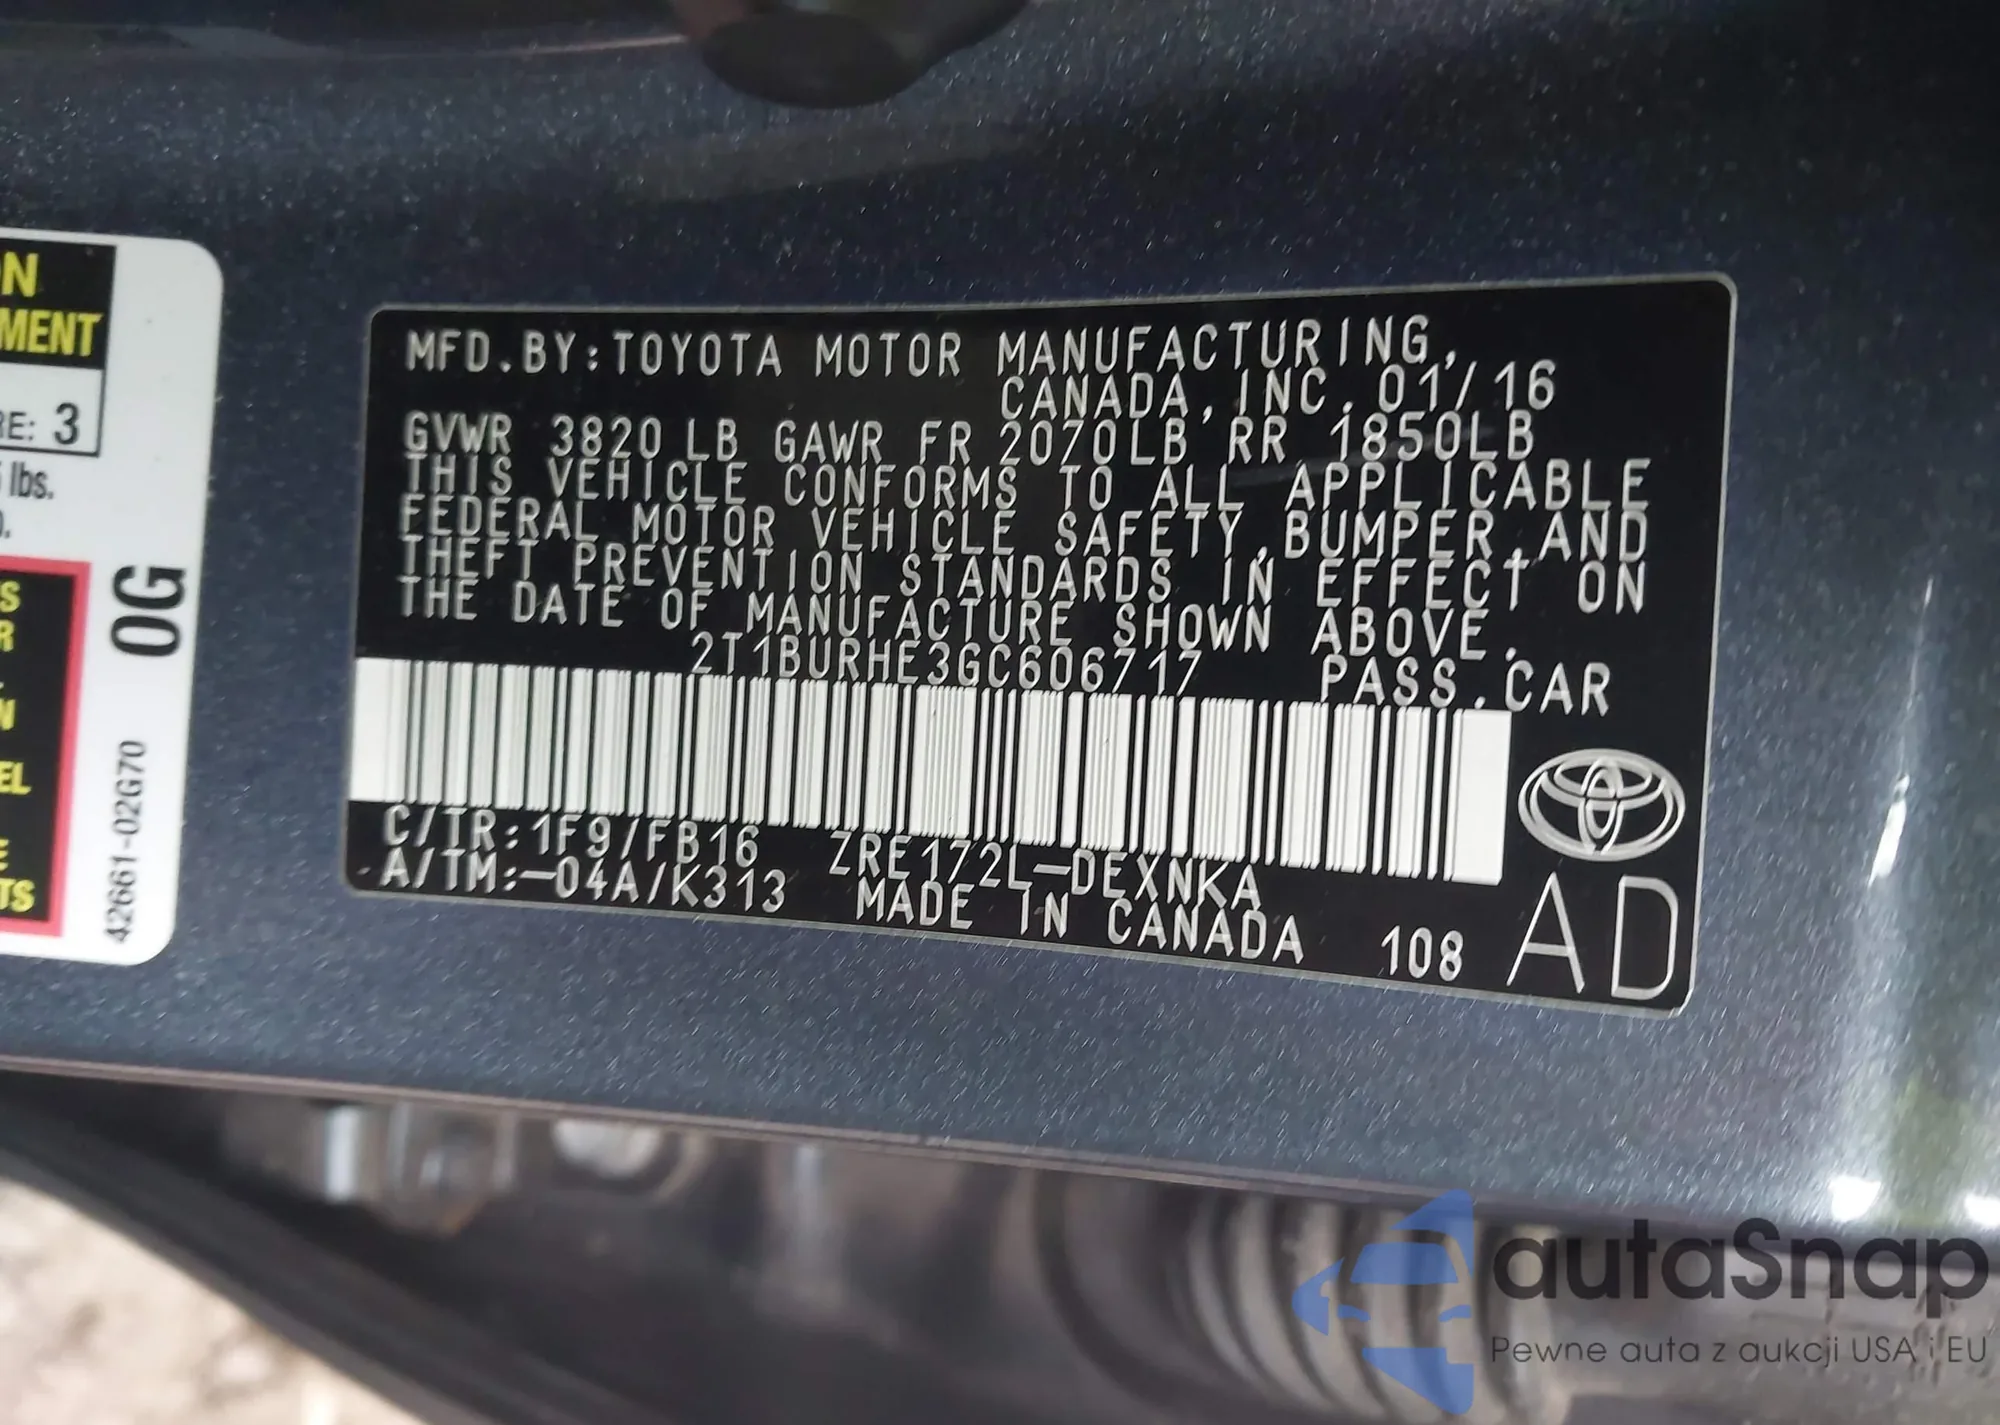 ON
MENT
RE: 3
lbs.
0G
S
R
N
EL
E
TS
42661-02G70
MFD.BY:TOYOTA MOTOR MANUFACTURING,
CANADA,INC.01/16
GVWR 3820 LB GAWR FR 2070LB RR 1850LB
THIS VEHICLE CONFORMS TO ALL APPLICABLE
FEDERAL MOTOR VEHICLE SAFETY,BUMPER,AND
THEFT PREVENTION STANDARDS IN EFFECT ON
THE DATE OF MANUFACTURE SHOWN ABOVE.
2T1BURHE3GC606717 PASS.CAR
C/TR:1F9/FB16 ZRE172L-DEXNKA
A/TM:-04A/K313 MADE IN CANADA 108 AD
autaSnap
Pewne auta z aukcji USA i EU